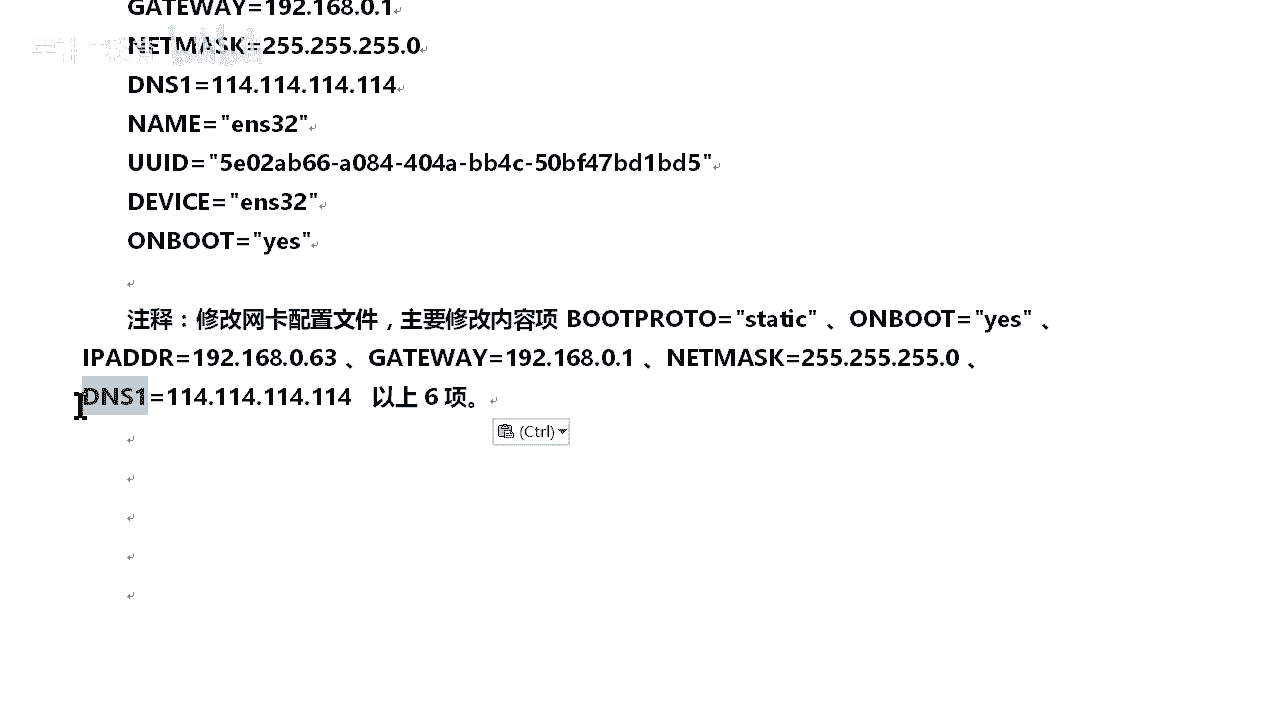 GATEWAY=192.168.0.1
NETMASK=255.255.255.0
DNS1=114.114.114.114
NAME="ens32"
UUID="5e02ab66-a084-404a-bb4c-50bf47bd1bd5"
DEVICE="ens32"
ONBOOT="yes"
注释：修改网卡配置文件，主要修改内容项 BOOTPROTO="static" 、ONBOOT="yes" 、
IPADDR=192.168.0.63 、GATEWAY=192.168.0.1 、NETMASK=255.255.255.0 、
DNS1=114.114.114.114 以上 6 项。
(Ctrl)